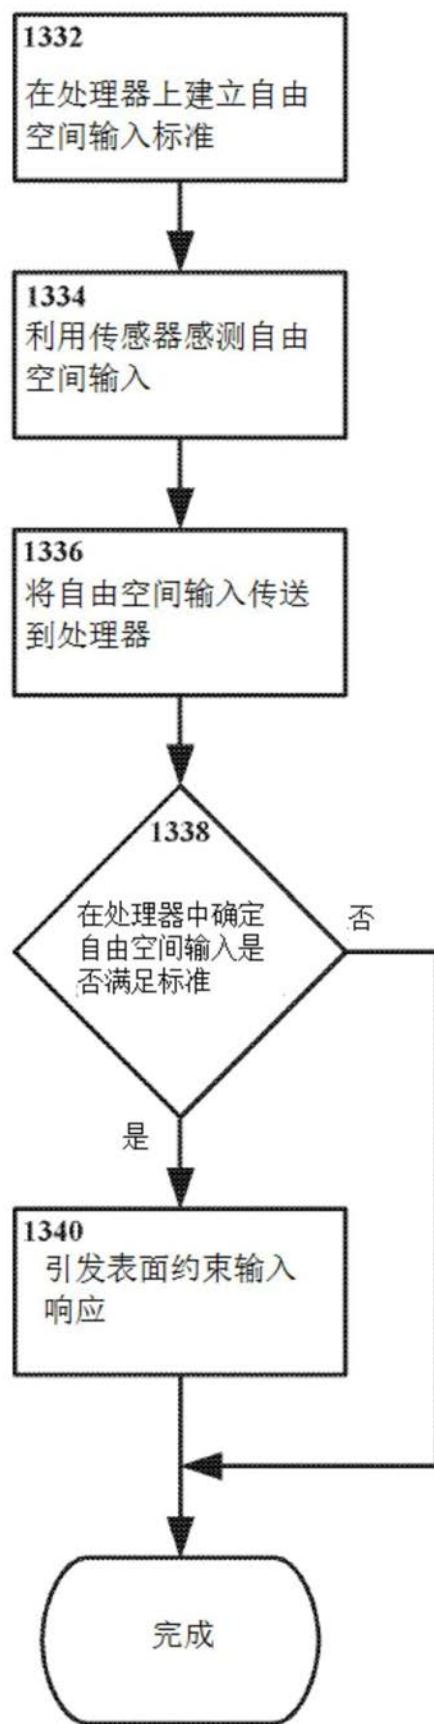 1332
在处理器上建立自由
空间输入标准
1334
利用传感器感测自由
空间输入
1336
将自由空间输入传送
到处理器
1338
在处理器中确定
自由空间输入是
否满足标准
否
是
1340
引发表面约束输入
响应
完成